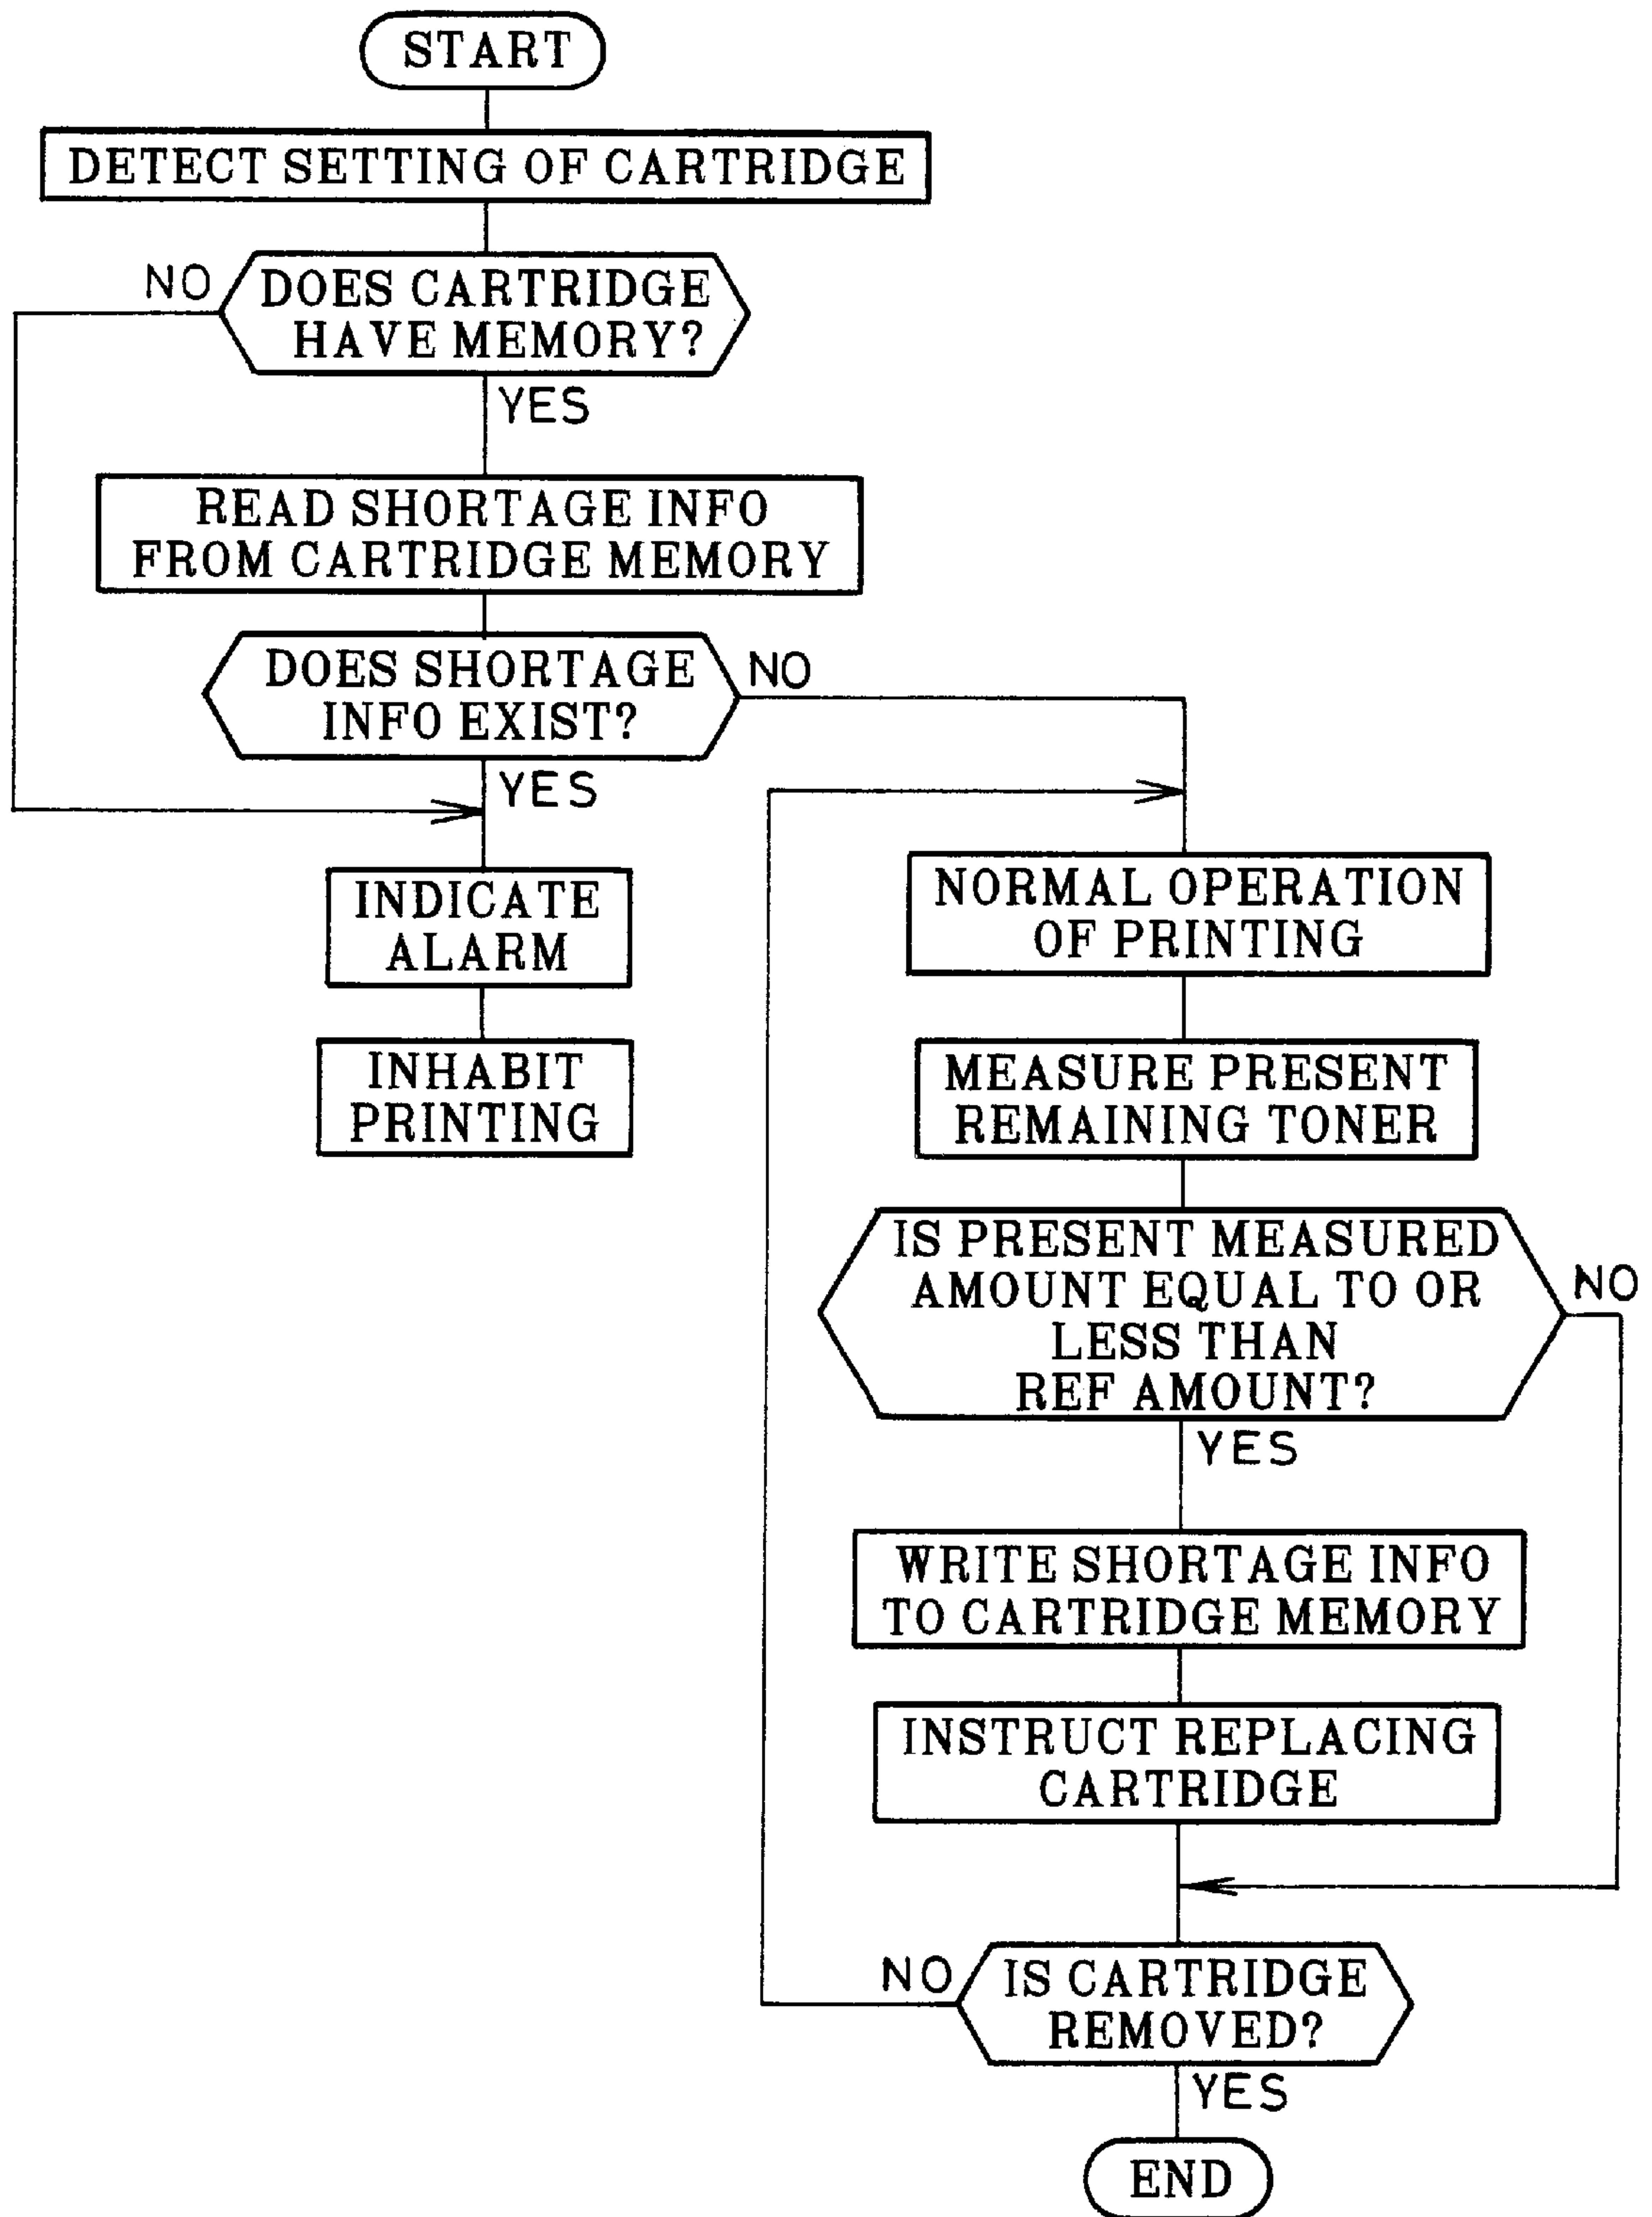 START
DETECT SETTING OF CARTRIDGE
NO
DOES CARTRIDGE
HAVE MEMORY?
YES
READ SHORTAGE INFO
FROM CARTRIDGE MEMORY
DOES SHORTAGE
INFO EXIST?
NO
YES
INDICATE
ALARM
INHABIT
PRINTING
NORMAL OPERATION
OF PRINTING
MEASURE PRESENT
REMAINING TONER
IS PRESENT MEASURED
AMOUNT EQUAL TO OR
LESS THAN
REF AMOUNT?
NO
YES
WRITE SHORTAGE INFO
TO CARTRIDGE MEMORY
INSTRUCT REPLACING
CARTRIDGE
NO
IS CARTRIDGE
REMOVED?
YES
END